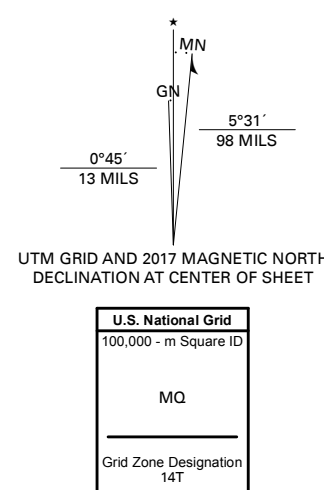 ★
MN
GN
5°31´
98 MILS
0°45´
13 MILS
UTM GRID AND 2017 MAGNETIC NORTH
DECLINATION AT CENTER OF SHEET
U.S. National Grid
100,000 - m Square ID
MQ
Grid Zone Designation
14T